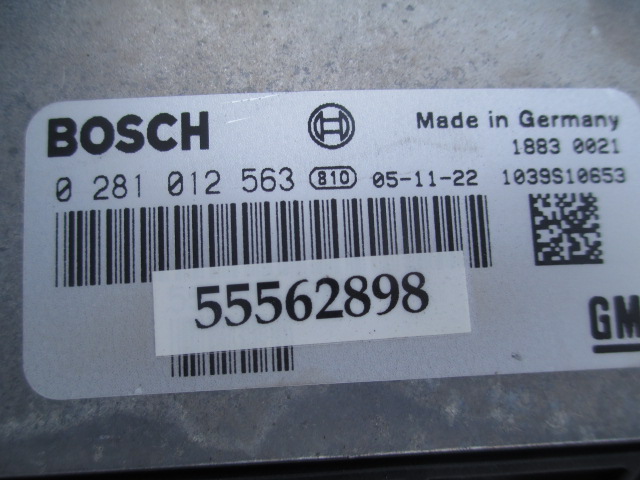 BOSCH
Made in Germany
1883 0021
0 281 012 563 810 05-11-22 1039S10653
55562898
GM